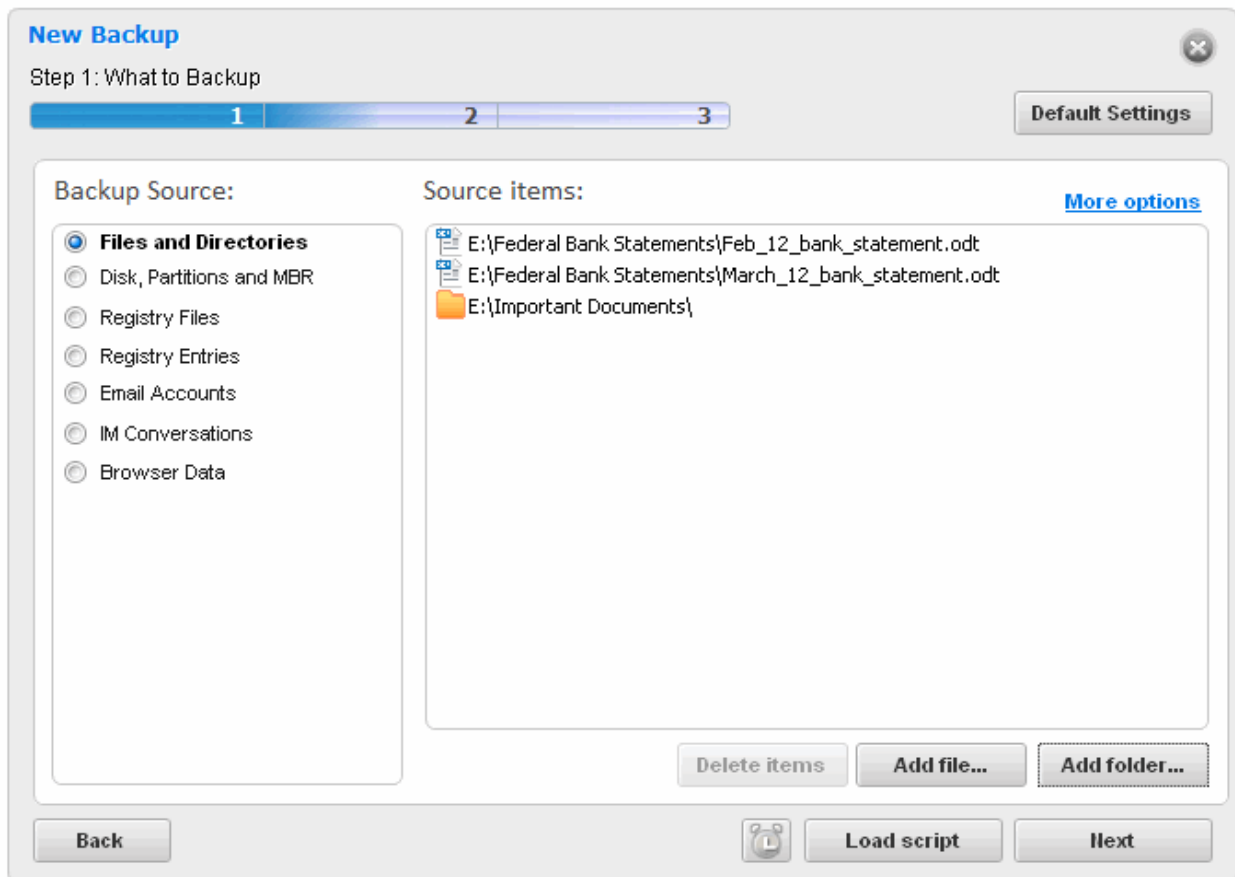 New Backup
Step 1: What to Backup
1 2 3
Default Settings
Backup Source:
Files and Directories
Disk, Partitions and MBR
Registry Files
Registry Entries
Email Accounts
IM Conversations
Browser Data
Source items:
More options
E:\Federal Bank Statements\Feb_12_bank_statement.odt
E:\Federal Bank Statements\March_12_bank_statement.odt
E:\Important Documents\
Delete items
Add file...
Add folder...
Back
Load script
Next